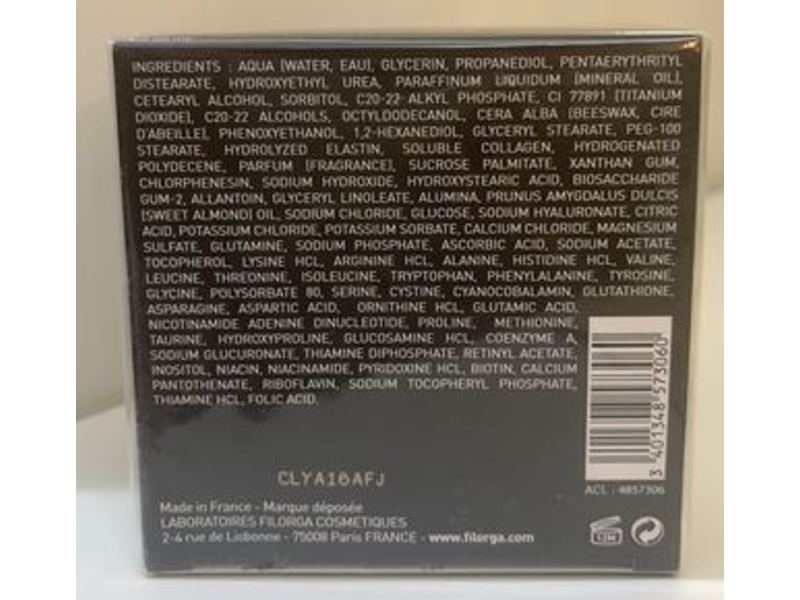 INGREDIENTS : AQUA [WATER, EAU], GLYCERIN, PROPANEDIOL, PENTAERYTHRITYL
DISTEARATE, HYDROXYETHYL UREA, PARAFFINUM LIQUIDUM [MINERAL OIL],
CETEARYL ALCOHOL, SORBITOL, C20-22 ALKYL PHOSPHATE, CI 77891 [TITANIUM
DIOXIDE], C20-22 ALCOHOLS, OCTYLDODECANOL, CERA ALBA [BEESWAX, CIRE
D'ABEILLE], PHENOXYETHANOL, 1,2-HEXANEDIOL, GLYCERYL STEARATE, PEG-100
STEARATE, HYDROLYZED ELASTIN, SOLUBLE COLLAGEN, HYDROGENATED
POLYDECENE, PARFUM [FRAGRANCE], SUCROSE PALMITATE, XANTHAN GUM,
CHLORPHENESIN, SODIUM HYDROXIDE, HYDROXYSTEARIC ACID, BIOSACCHARIDE
GUM-2, ALLANTOIN, GLYCERYL LINOLEATE, ALUMINA, PRUNUS AMYGDALUS DULCIS
[SWEET ALMOND] OIL, SODIUM CHLORIDE, GLUCOSE, SODIUM HYALURONATE, CITRIC
ACID, POTASSIUM CHLORIDE, POTASSIUM SORBATE, CALCIUM CHLORIDE, MAGNESIUM
SULFATE, GLUTAMINE, SODIUM PHOSPHATE, ASCORBIC ACID, SODIUM ACETATE,
TOCOPHEROL, LYSINE HCL, ARGININE HCL, ALANINE, HISTIDINE HCL, VALINE,
LEUCINE, THREONINE, ISOLEUCINE, TRYPTOPHAN, PHENYLALANINE, TYROSINE,
GLYCINE, POLYSORBATE 80, SERINE, CYSTINE, CYANOCOBALAMIN, GLUTATHIONE,
ASPARAGINE, ASPARTIC ACID, ORNITHINE HCL, GLUTAMIC ACID,
NICOTINAMIDE ADENINE DINUCLEOTIDE, PROLINE, METHIONINE,
TAURINE, HYDROXYPROLINE, GLUCOSAMINE HCL, COENZYME A,
SODIUM GLUCURONATE, THIAMINE DIPHOSPHATE, RETINYL ACETATE,
INOSITOL, NIACIN, NIACINAMIDE, PYRIDOXINE HCL, BIOTIN, CALCIUM
PANTOTHENATE, RIBOFLAVIN, SODIUM TOCOPHERYL PHOSPHATE,
THIAMINE HCL, FOLIC ACID.
3 401348 573060
ACL : 4857306
CLYA16AFJ
12M
Made in France - Marque déposée
LABORATOIRES FILORGA COSMETIQUES
2-4 rue de Lisbonne - 75008 Paris FRANCE - www.filorga.com